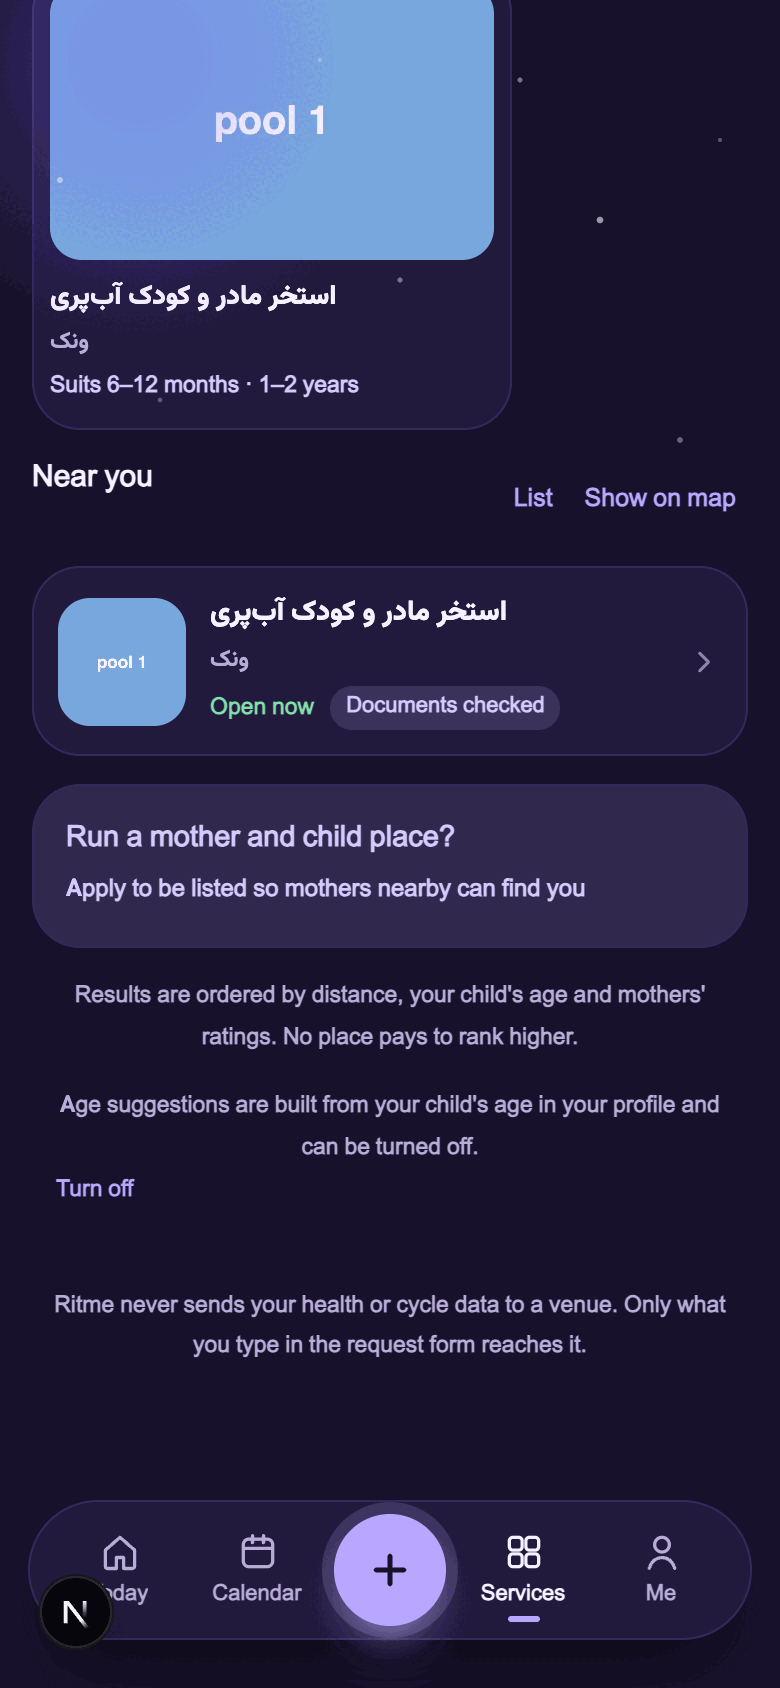 pool 1
استخر مادر و کودک آب‌پری
ونک
Suits 6–12 months · 1–2 years
Near you
List
Show on map
pool 1
استخر مادر و کودک آب‌پری
ونک
Open now
Documents checked
Run a mother and child place?
Apply to be listed so mothers nearby can find you
Results are ordered by distance, your child's age and mothers'
ratings. No place pays to rank higher.
Age suggestions are built from your child's age in your profile and
can be turned off.
Turn off
Ritme never sends your health or cycle data to a venue. Only what
you type in the request form reaches it.
Calendar
Services
Me
N